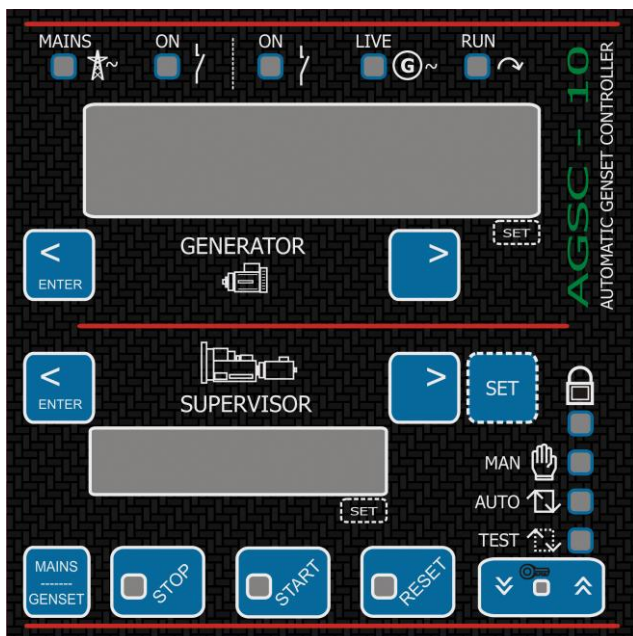 MAINS ON ON LIVE RUN
G
AGSC - 10
AUTOMATIC GENSET CONTROLLER
SET
< ENTER
GENERATOR
>
< ENTER
SUPERVISOR
>
SET
SET
MAN
AUTO
TEST
MAINS
GENSET
STOP
START
RESET